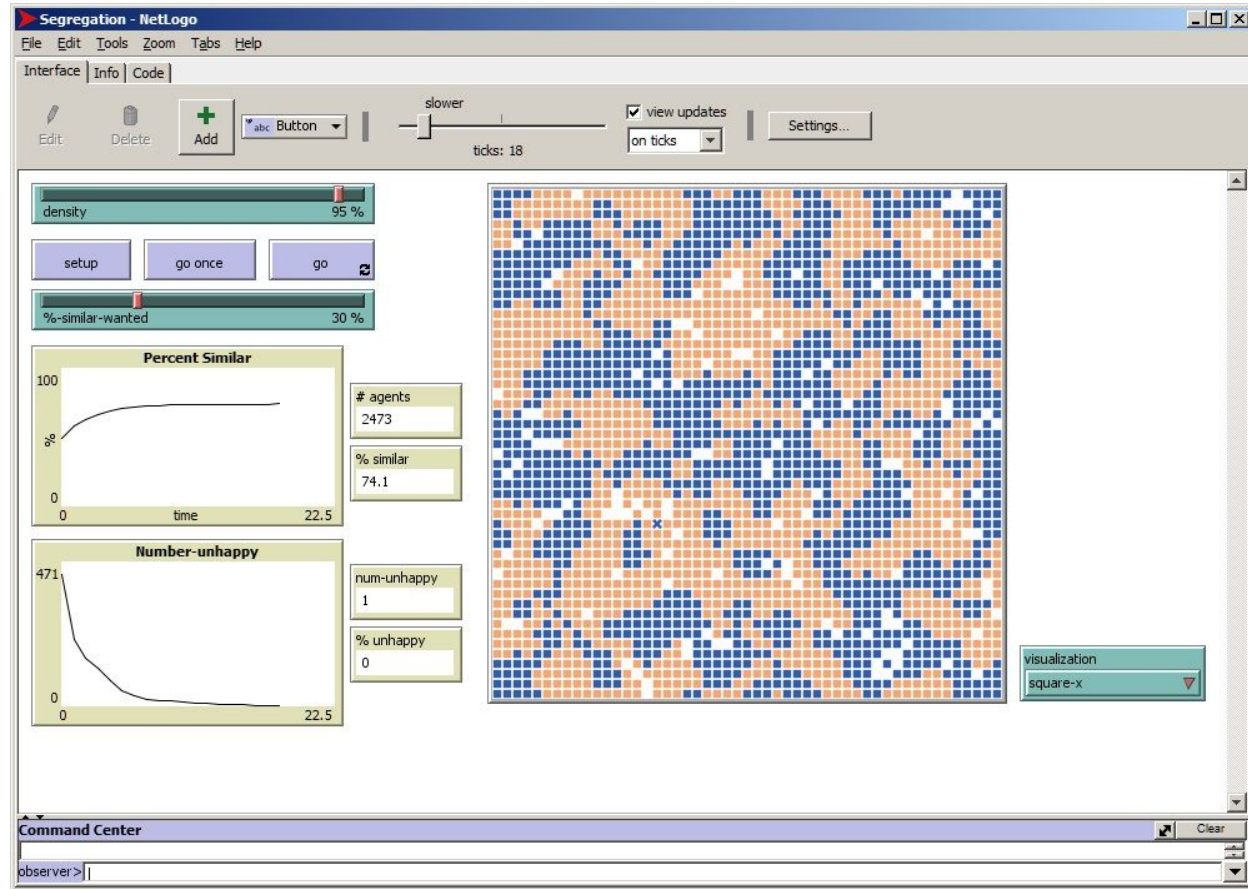 Segregation - NetLogo
File Edit Tools Zoom Tabs Help
Interface Info Code
Edit Delete Add abc Button slower ticks: 18 view updates on ticks Settings...
density 95 %
setup go once go
%-similar-wanted 30 %
Percent Similar
100
%
0
0 time 22.5
# agents
2473
% similar
74.1
Number-unhappy
471
0
0 22.5
num-unhappy
1
% unhappy
0
visualization
square-x
Command Center Clear
observer>